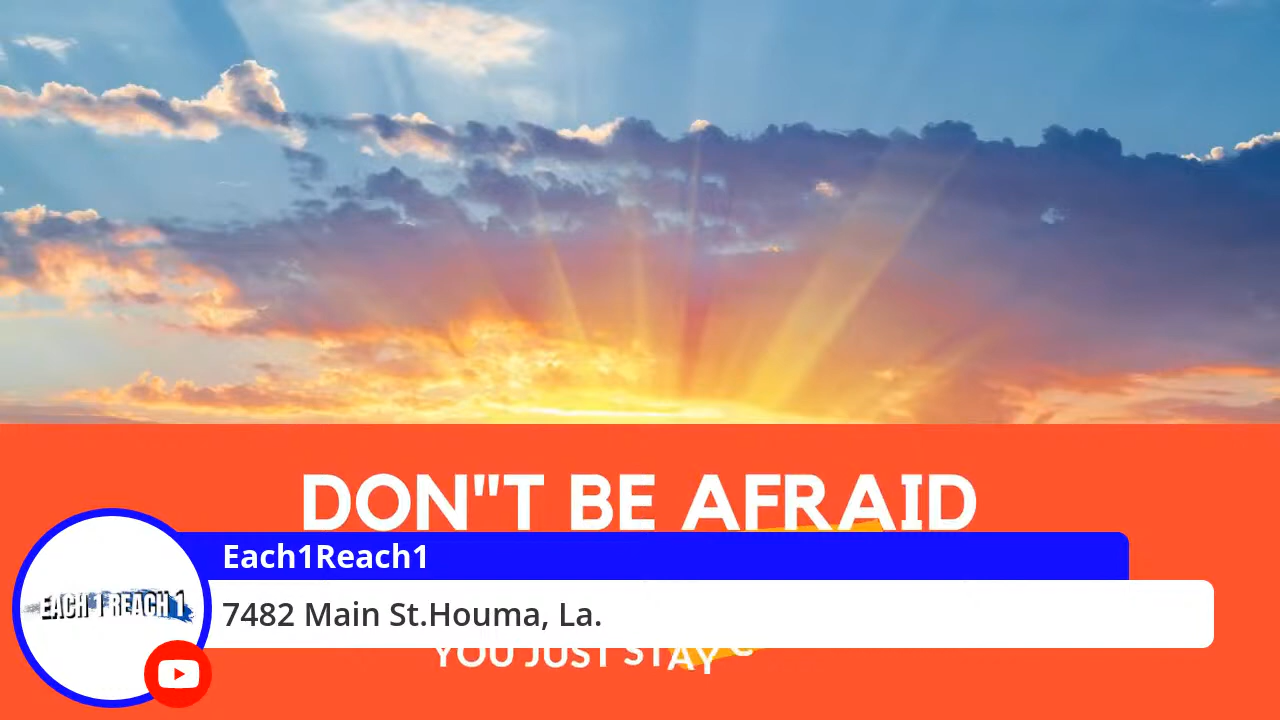 DON"T BE AFRAID
Each1Reach1
EACH 1 REACH 1
7482 Main St.Houma, La.
YOU JUST STAY